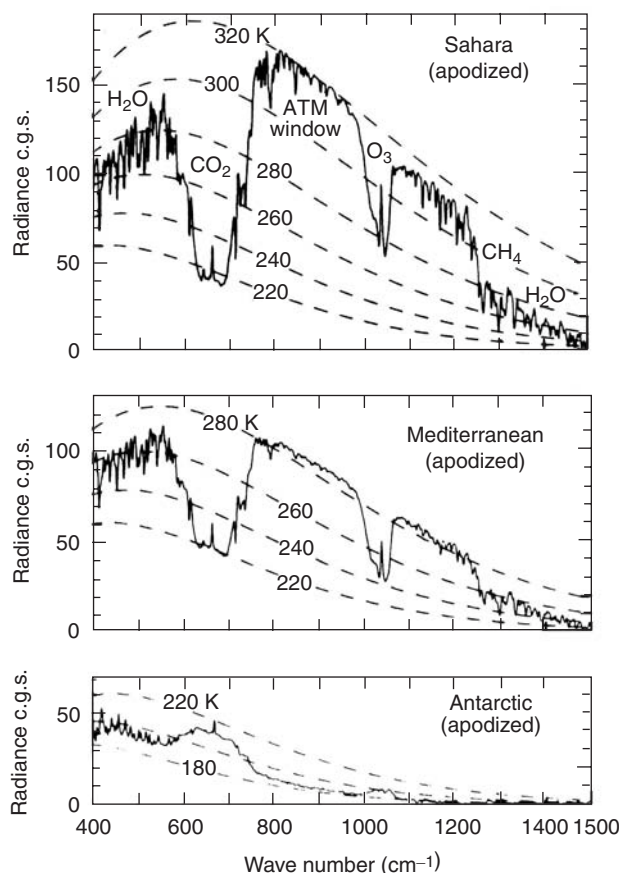 Radiance c.g.s.
150
100
50
0
320 K
Sahara
(apodized)
H₂O
300
ATM
window
CO₂
O₃
280
260
240
220
CH₄
H₂O
Radiance c.g.s.
100
50
0
280 K
Mediterranean
(apodized)
260
240
220
Radiance c.g.s.
50
0
220 K
Antarctic
(apodized)
180
400 600 800 1000 1200 1400 1500
Wave number (cm⁻¹)